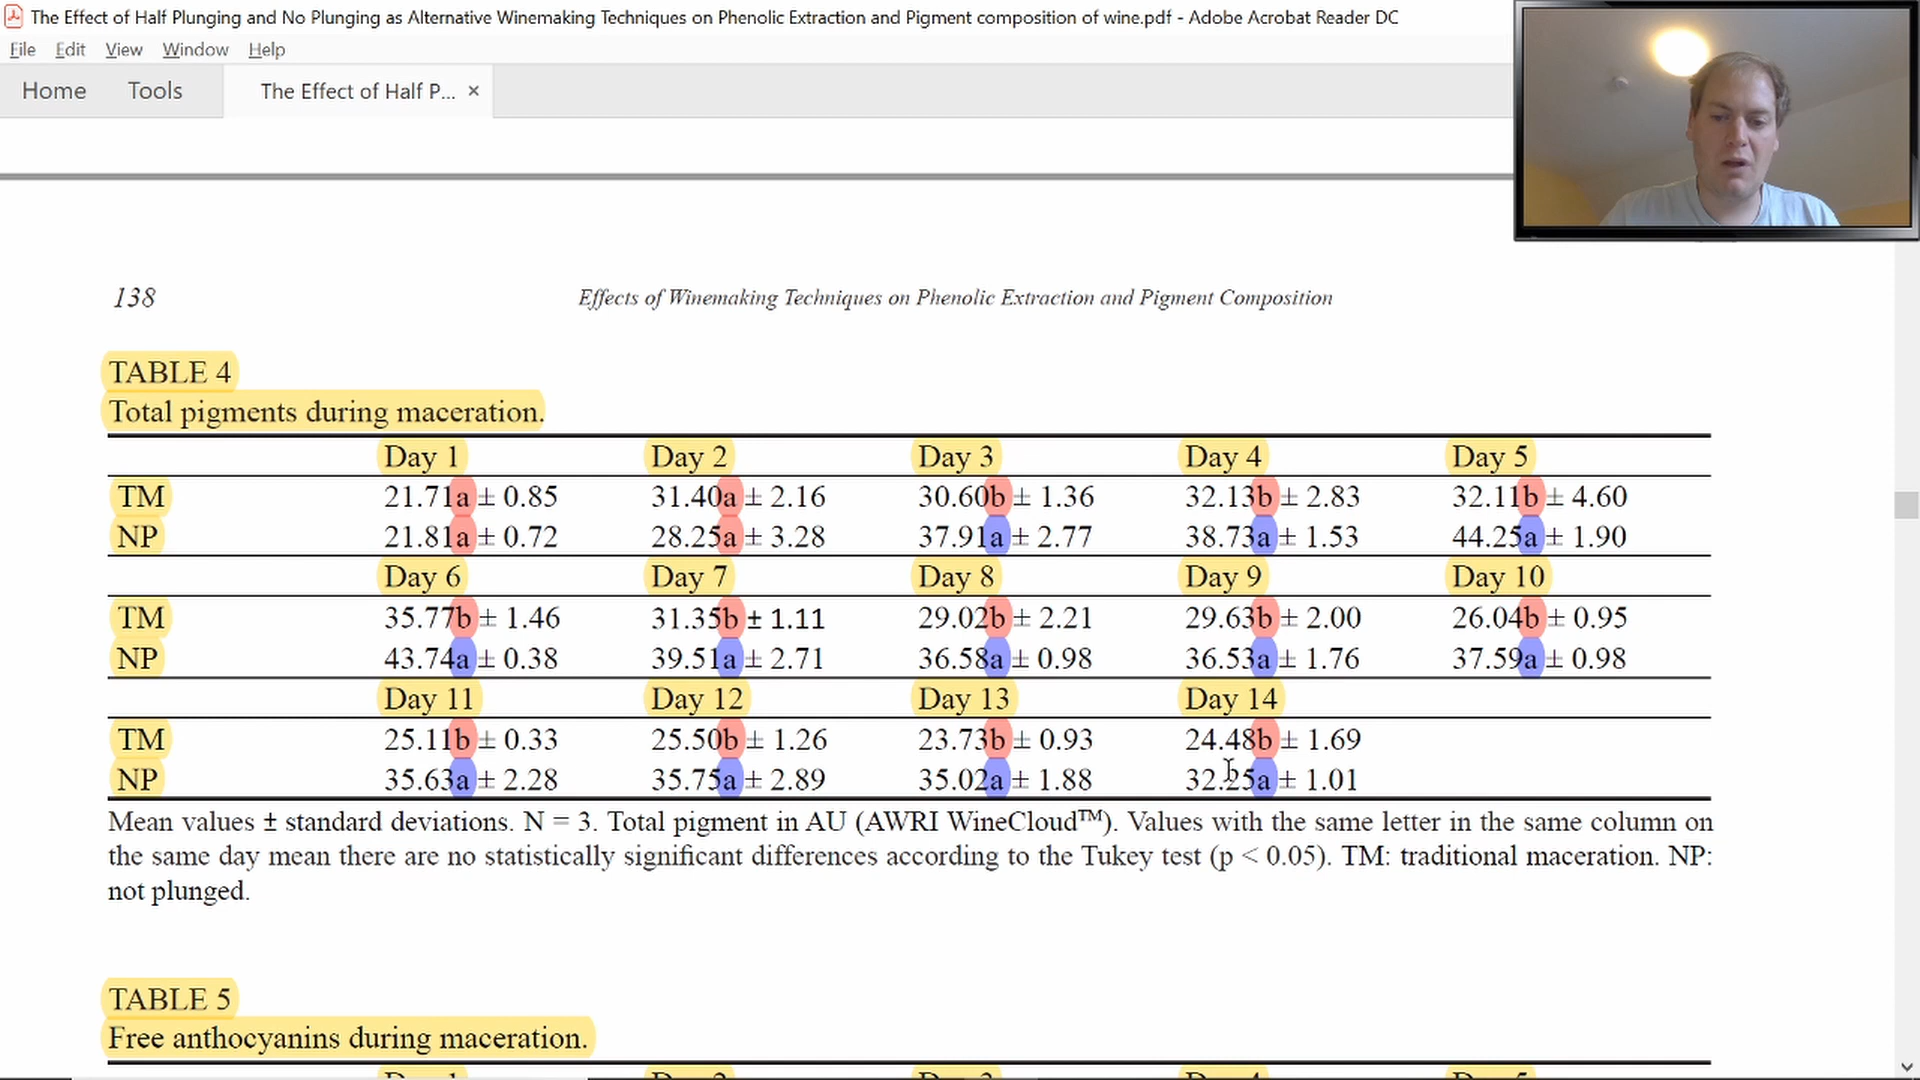 The Effect of Half Plunging and No Plunging as Alternative Winemaking Techniques on Phenolic Extraction and Pigment composition of wine.pdf - Adobe Acrobat Reader DC
File Edit View Window Help
Home Tools The Effect of Half P... ×
138 Effects of Winemaking Techniques on Phenolic Extraction and Pigment Composition
TABLE 4
Total pigments during maceration.
Day 1 Day 2 Day 3 Day 4 Day 5
TM 21.71a ± 0.85 31.40a ± 2.16 30.60b ± 1.36 32.13b ± 2.83 32.11b ± 4.60
NP 21.81a ± 0.72 28.25a ± 3.28 37.91a ± 2.77 38.73a ± 1.53 44.25a ± 1.90
Day 6 Day 7 Day 8 Day 9 Day 10
TM 35.77b ± 1.46 31.35b ± 1.11 29.02b ± 2.21 29.63b ± 2.00 26.04b ± 0.95
NP 43.74a ± 0.38 39.51a ± 2.71 36.58a ± 0.98 36.53a ± 1.76 37.59a ± 0.98
Day 11 Day 12 Day 13 Day 14
TM 25.11b ± 0.33 25.50b ± 1.26 23.73b ± 0.93 24.48b ± 1.69
NP 35.63a ± 2.28 35.75a ± 2.89 35.02a ± 1.88 32.25a ± 1.01
Mean values ± standard deviations. N = 3. Total pigment in AU (AWRI WineCloud™). Values with the same letter in the same column on
the same day mean there are no statistically significant differences according to the Tukey test (p < 0.05). TM: traditional maceration. NP:
not plunged.
TABLE 5
Free anthocyanins during maceration.
Day 1 Day 2 Day 3 Day 4 Day 5